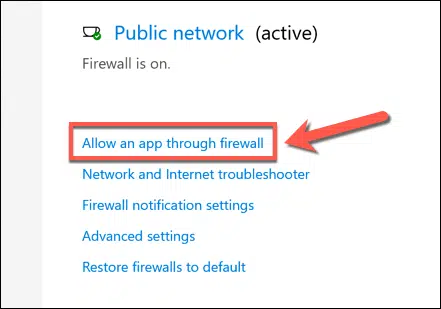 Public network (active)
Firewall is on.
Allow an app through firewall
Network and Internet troubleshooter
Firewall notification settings
Advanced settings
Restore firewalls to default